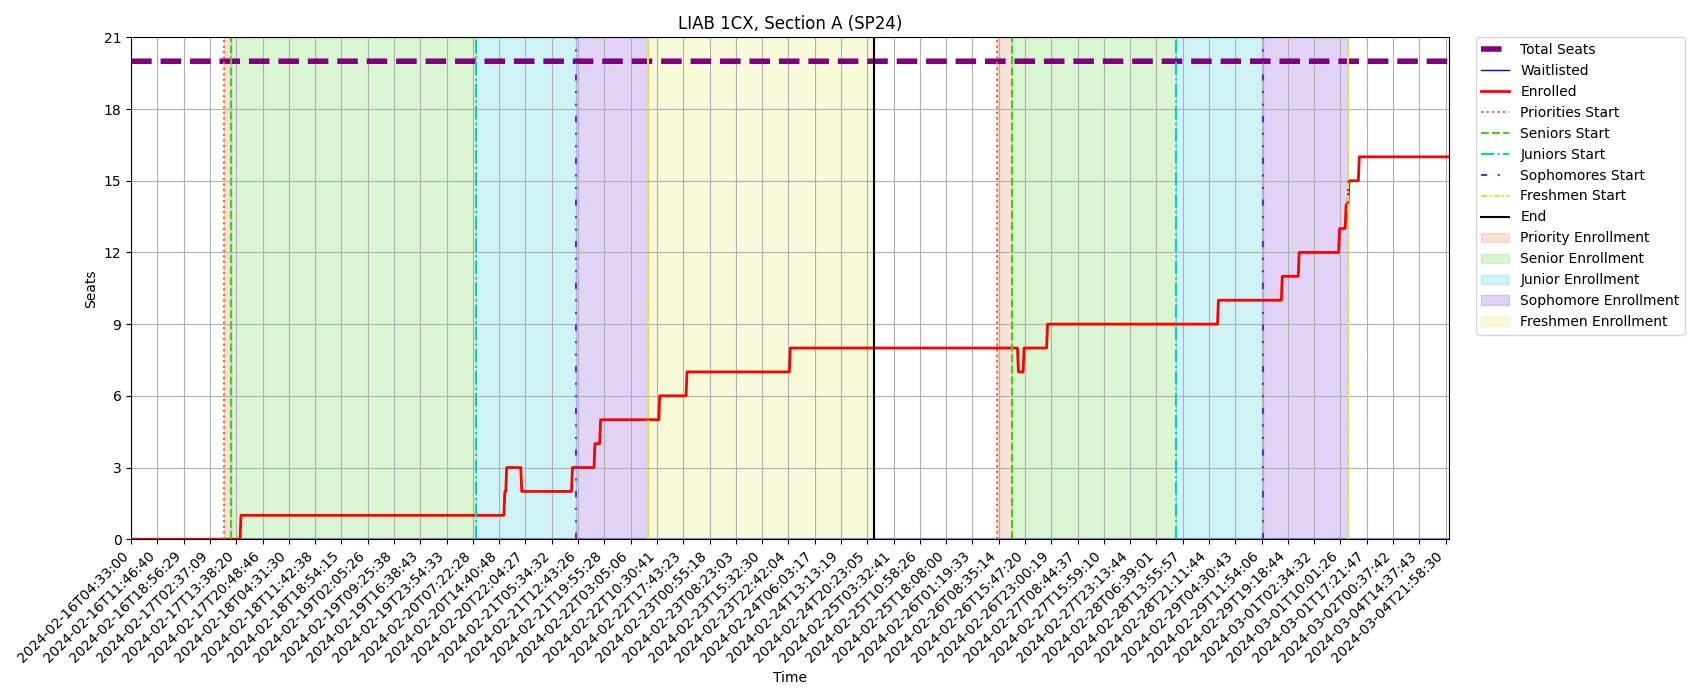 LIAB 1CX, Section A (SP24)
21
18
15
12
9
6
3
0
Seats
2024-02-16T04:33:00
2024-02-16T11:46:40
2024-02-16T18:56:29
2024-02-17T02:37:09
2024-02-17T13:38:20
2024-02-17T20:48:46
2024-02-18T04:31:30
2024-02-18T11:42:38
2024-02-18T18:54:15
2024-02-19T02:05:26
2024-02-19T09:25:38
2024-02-19T16:38:43
2024-02-19T23:54:33
2024-02-20T07:22:28
2024-02-20T14:40:48
2024-02-20T22:04:27
2024-02-21T05:34:32
2024-02-21T12:43:26
2024-02-21T19:55:28
2024-02-22T03:05:06
2024-02-22T10:30:41
2024-02-22T17:43:23
2024-02-23T00:55:18
2024-02-23T08:23:03
2024-02-23T15:32:30
2024-02-23T22:42:04
2024-02-24T06:03:17
2024-02-24T13:13:19
2024-02-24T20:23:05
2024-02-25T03:32:41
2024-02-25T10:58:26
2024-02-25T18:08:00
2024-02-26T01:19:33
2024-02-26T08:35:14
2024-02-26T15:47:20
2024-02-26T23:00:19
2024-02-27T08:44:37
2024-02-27T15:59:10
2024-02-27T23:13:44
2024-02-28T06:39:01
2024-02-28T13:55:57
2024-02-28T21:11:44
2024-02-29T04:30:43
2024-02-29T11:54:06
2024-02-29T19:18:44
2024-03-01T02:34:32
2024-03-01T10:01:26
2024-03-01T17:21:47
2024-03-02T00:37:42
2024-03-04T14:37:43
2024-03-04T21:58:30
Time
Total Seats
Waitlisted
Enrolled
Priorities Start
Seniors Start
Juniors Start
Sophomores Start
Freshmen Start
End
Priority Enrollment
Senior Enrollment
Junior Enrollment
Sophomore Enrollment
Freshmen Enrollment